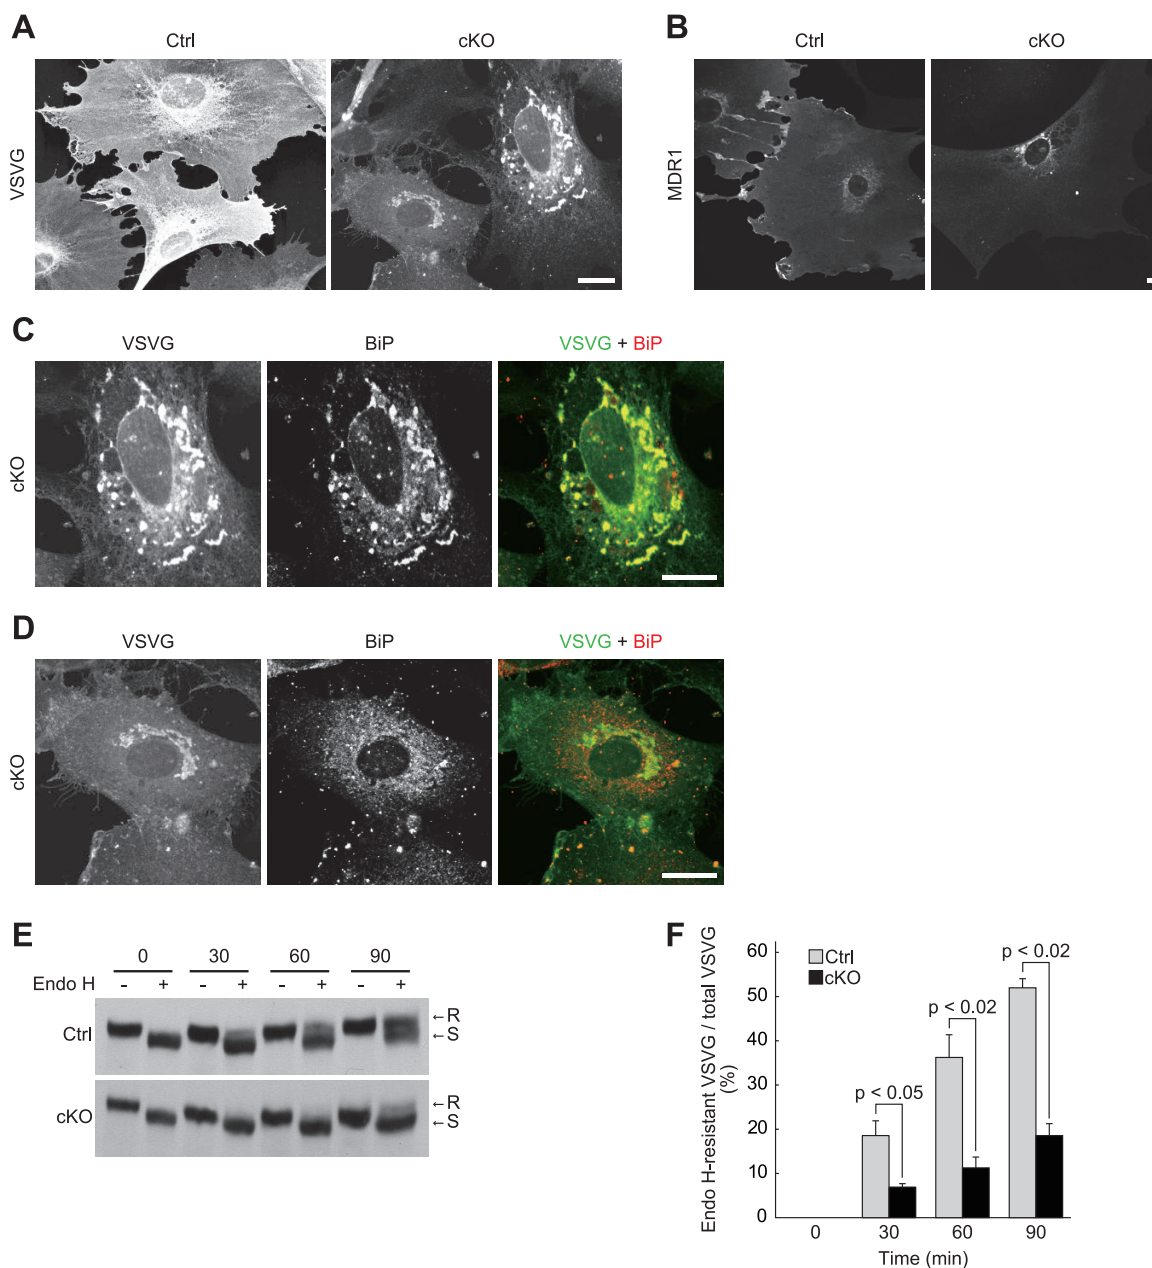 A
B
Ctrl
cKO
Ctrl
cKO
VSVG
MDR1
C
VSVG
BiP
VSVG + BiP
cKO
D
VSVG
BiP
VSVG + BiP
cKO
E
0 30 60 90
Endo H - + - + - + - +
Ctrl
←R
←S
cKO
←R
←S
F
Endo H-resistant VSVG / total VSVG
(%)
60
50
40
30
20
10
0
Ctrl
cKO
p < 0.05
p < 0.02
p < 0.02
0 30 60 90
Time (min)